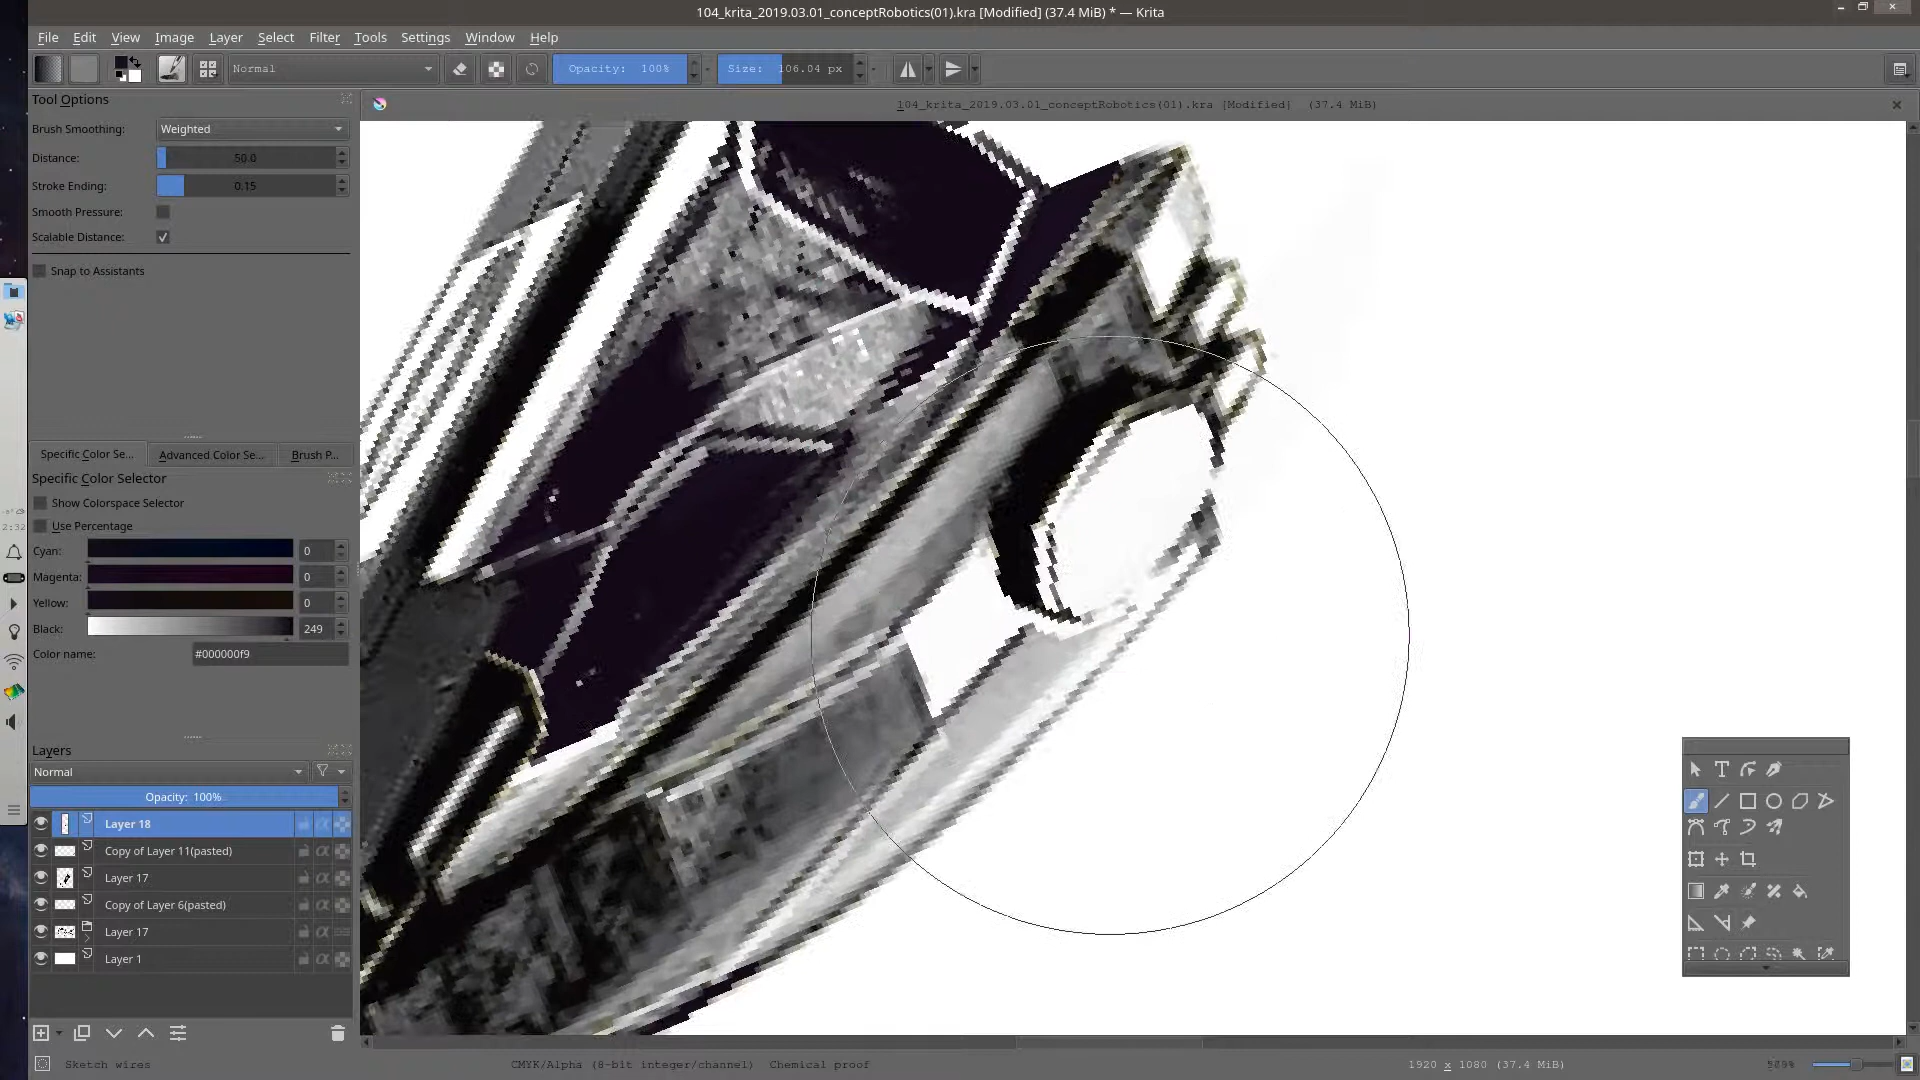 104_krita_2019.03.01_conceptRobotics(01).kra [Modified] (37.4 MiB) * — Krita
File Edit View Image Layer Select Filter Tools Settings Window Help
Normal Opacity: 100% Size: 106.04 px
Tool Options
104_krita_2019.03.01_conceptRobotics(01).kra [Modified] (37.4 MiB)
Brush Smoothing: Weighted
Distance: 50.0
Stroke Ending: 0.15
Smooth Pressure:
Scalable Distance:
Snap to Assistants
Specific Color Se... Advanced Color Se... Brush P...
Specific Color Selector
Show Colorspace Selector
Use Percentage
Cyan: 0
Magenta: 0
Yellow: 0
Black: 249
Color name: #000000f9
Layers
Normal
Opacity: 100%
Layer 18
Copy of Layer 11(pasted)
Layer 17
Copy of Layer 6(pasted)
Layer 17
Layer 1
Sketch wires CMYK/Alpha (8-bit integer/channel) Chemical proof 1920 x 1080 (37.4 MiB)